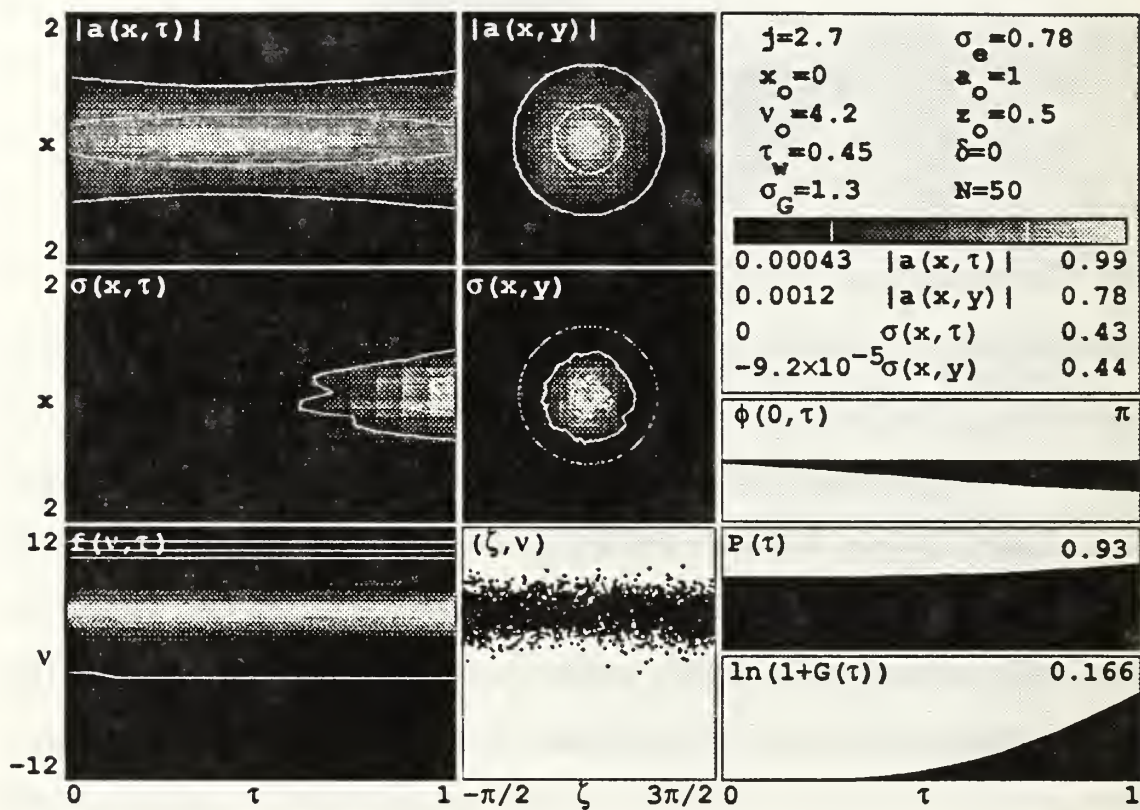 2
|a(x,τ)|
x
2
|a(x,y)|
j=2.7 σe=0.78
xo=0 ao=1
νo=4.2 zo=0.5
τw=0.45 δ=0
σG=1.3 N=50
0.00043 |a(x,τ)| 0.99
0.0012 |a(x,y)| 0.78
0 σ(x,τ) 0.43
-9.2×10⁻⁵ σ(x,y) 0.44
2
σ(x,τ)
x
2
σ(x,y)
ϕ(0,τ) π
12
f(ν,τ)
ν
-12
0 τ 1
(ζ,ν)
-π/2 ζ 3π/2
P(τ) 0.93
ln(1+G(τ)) 0.166
0 τ 1